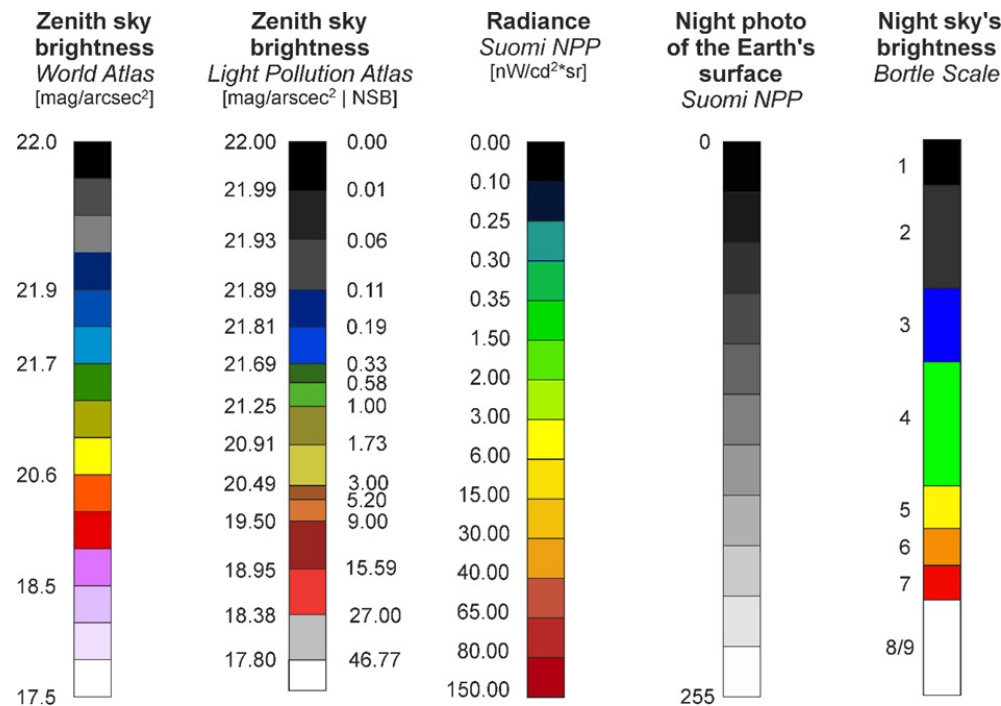 Zenith sky
brightness
World Atlas
[mag/arcsec²]
22.0
21.9
21.7
20.6
18.5
17.5
Zenith sky
brightness
Light Pollution Atlas
[mag/arscec² | NSB]
22.00 0.00
21.99 0.01
21.93 0.06
21.89 0.11
21.81 0.19
21.69 0.33
0.58
21.25 1.00
20.91 1.73
20.49 3.00
5.20
19.50 9.00
18.95 15.59
18.38 27.00
17.80 46.77
Radiance
Suomi NPP
[nW/cd²*sr]
0.00
0.10
0.25
0.30
0.35
1.50
2.00
3.00
6.00
15.00
30.00
40.00
65.00
80.00
150.00
Night photo
of the Earth's
surface
Suomi NPP
0
255
Night sky's
brightness
Bortle Scale
1
2
3
4
5
6
7
8/9